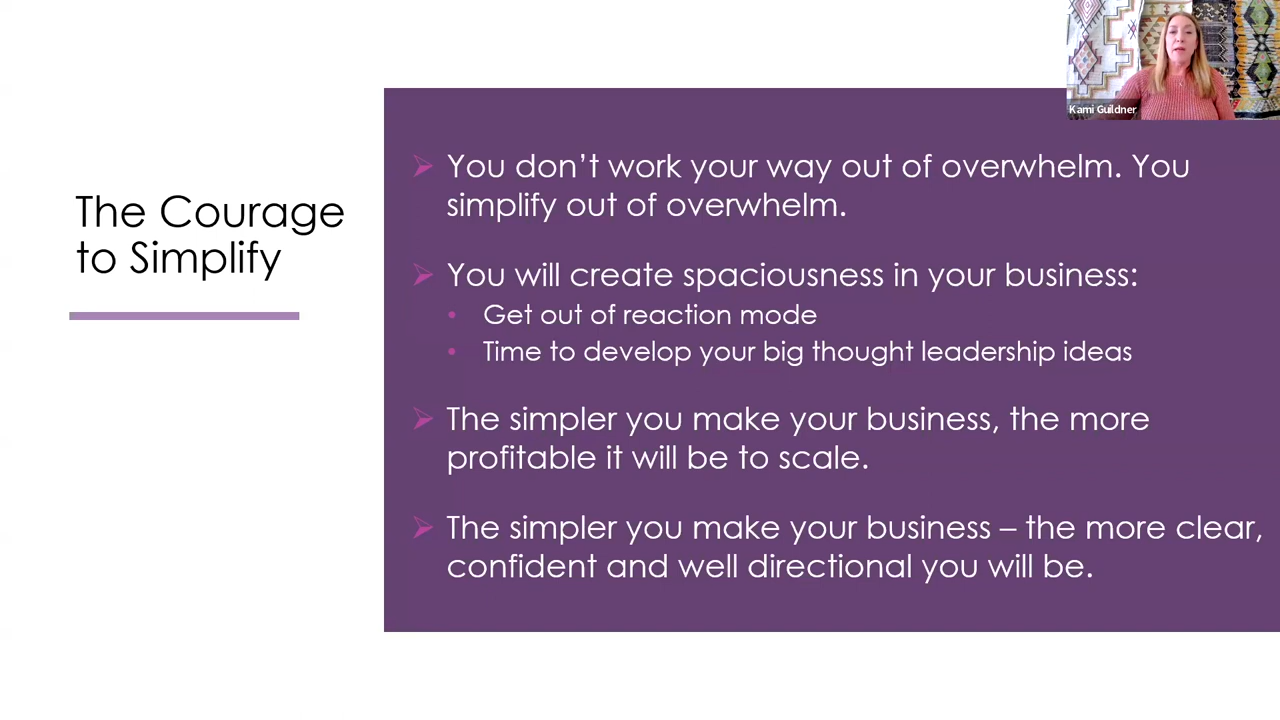 Kami Guildner
The Courage
to Simplify
You don’t work your way out of overwhelm. You
simplify out of overwhelm.
You will create spaciousness in your business:
Get out of reaction mode
Time to develop your big thought leadership ideas
The simpler you make your business, the more
profitable it will be to scale.
The simpler you make your business – the more clear,
confident and well directional you will be.